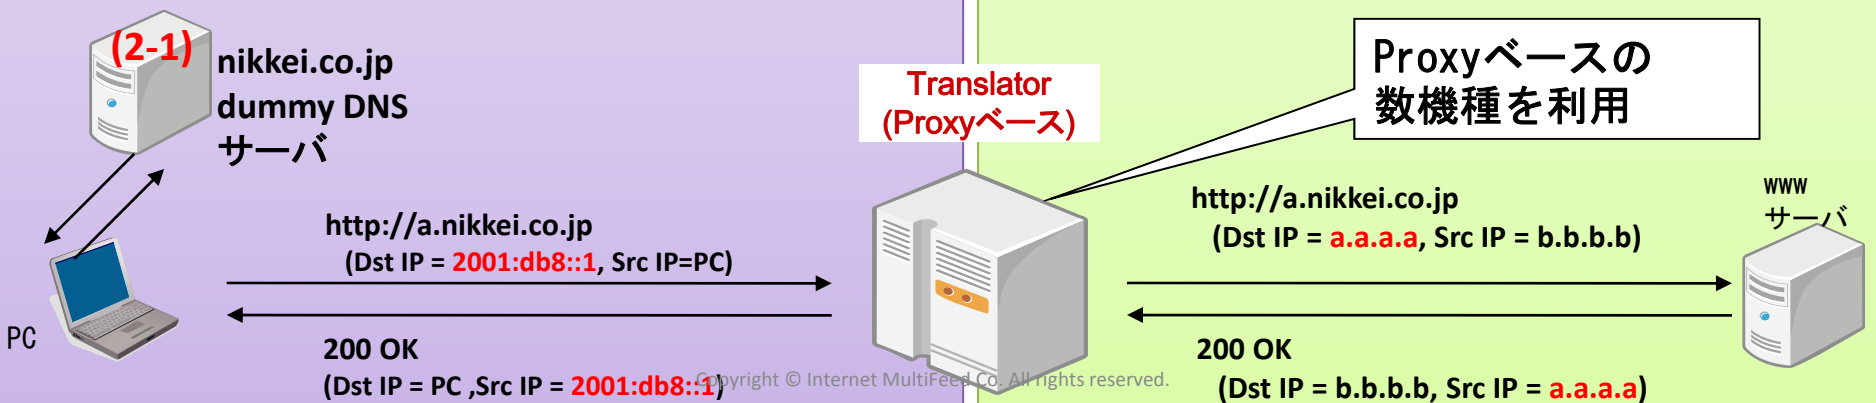 (2-1)
nikkei.co.jp
dummy DNS
サーバ
Translator
(Proxyベース)
Proxyベースの
数機種を利用
http://a.nikkei.co.jp
(Dst IP = 2001:db8::1, Src IP=PC)
http://a.nikkei.co.jp
(Dst IP = a.a.a.a, Src IP = b.b.b.b)
WWW
サーバ
PC
200 OK
(Dst IP = PC ,Src IP = 2001:db8::1)
200 OK
(Dst IP = b.b.b.b, Src IP = a.a.a.a)
Copyright © Internet MultiFeed Co. All rights reserved.